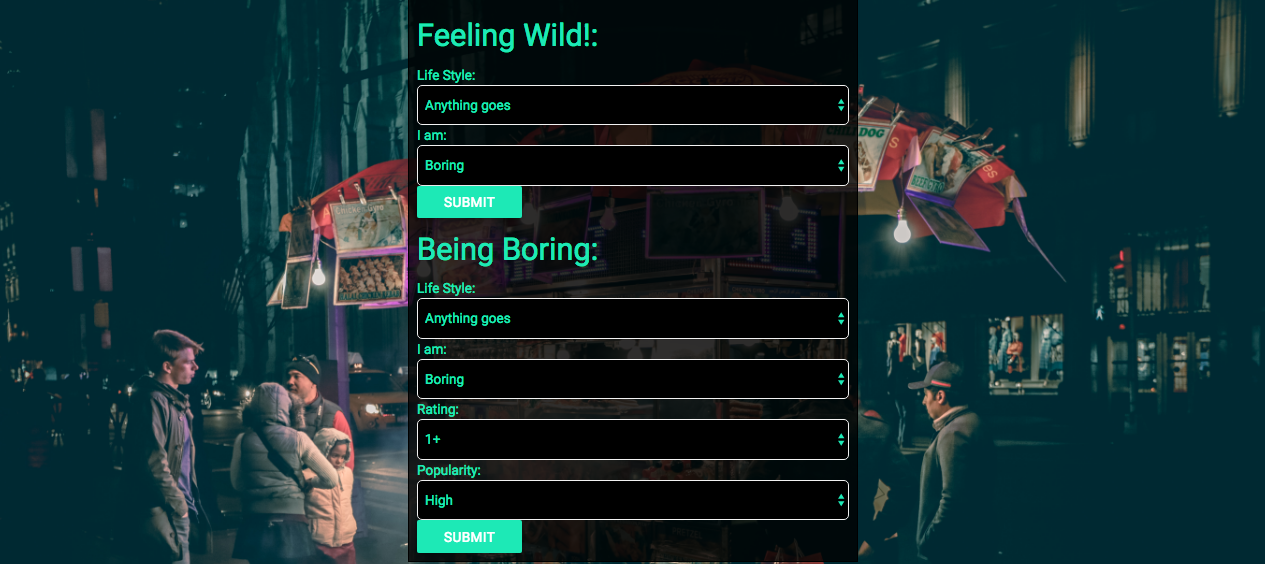 Feeling Wild!:
Life Style:
Anything goes
I am:
Boring
SUBMIT
Being Boring:
Life Style:
Anything goes
I am:
Boring
Rating:
1+
Popularity:
High
SUBMIT
CHILLDOG